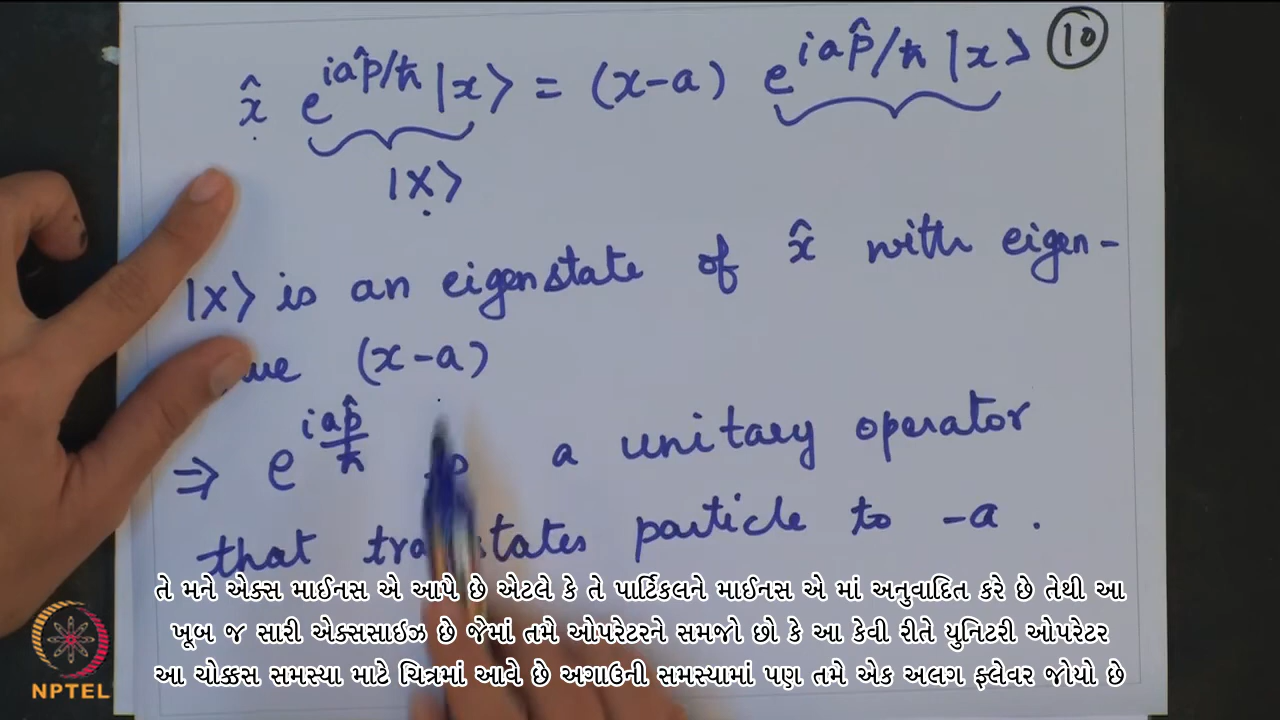 x̂ e^{iap̂/ħ} |x⟩ = (x-a) e^{iap̂/ħ} |x⟩ ⑩
|X⟩
|X⟩ is an eigenstate of x̂ with eigen-
(x-a)
⇒ e^{iap̂/ħ} a unitary operator
that translates particle to -a .
તે મને એક્સ માઈનસ એ આપે છે એટલે કે તે પાર્ટિકલને માઈનસ એ માં અનુવાદિત કરે છે તેથી આ
ખૂબ જ સારી એક્સસાઈઝ છે જેમાં તમે ઓપરેટરને સમજો છો કે આ કેવી રીતે યુનિટરી ઓપરેટર
આ ચોક્કસ સમસ્યા માટે ચિત્રમાં આવે છે અગાઉની સમસ્યામાં પણ તમે એક અલગ ફ્લેવર જોયો છે
NPTEL